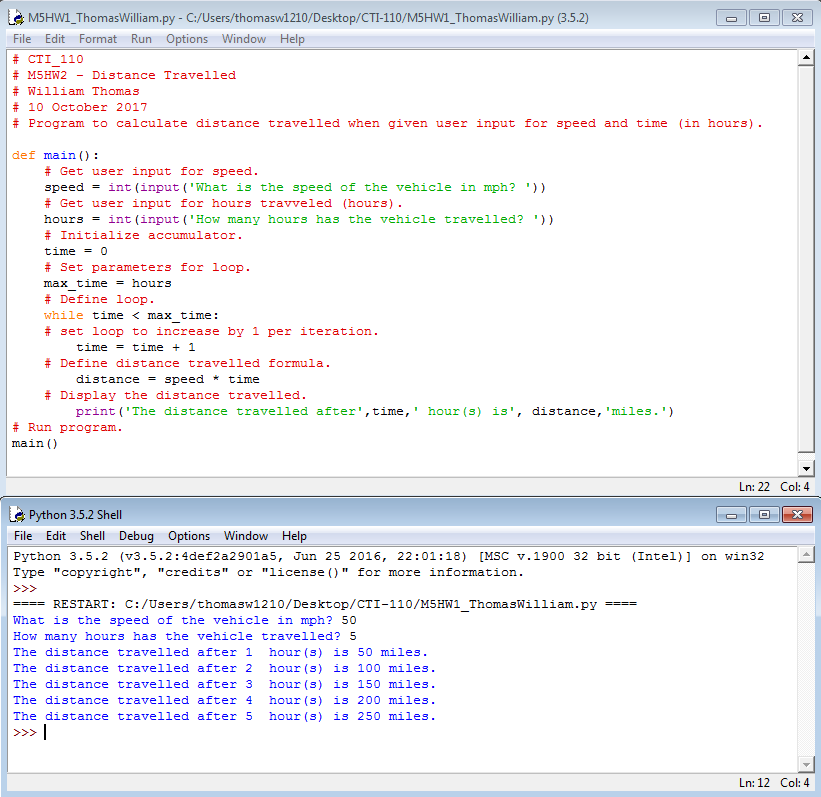 M5HW1_ThomasWilliam.py - C:/Users/thomasw1210/Desktop/CTI-110/M5HW1_ThomasWilliam.py (3.5.2)
File Edit Format Run Options Window Help
# CTI_110
# M5HW2 - Distance Travelled
# William Thomas
# 10 October 2017
# Program to calculate distance travelled when given user input for speed and time (in hours).
def main():
    # Get user input for speed.
    speed = int(input('What is the speed of the vehicle in mph? '))
    # Get user input for hours travveled (hours).
    hours = int(input('How many hours has the vehicle travelled? '))
    # Initialize accumulator.
    time = 0
    # Set parameters for loop.
    max_time = hours
    # Define loop.
    while time < max_time:
    # set loop to increase by 1 per iteration.
        time = time + 1
    # Define distance travelled formula.
        distance = speed * time
    # Display the distance travelled.
        print('The distance travelled after',time,' hour(s) is', distance,'miles.')
# Run program.
main()
Ln: 22 Col: 4
Python 3.5.2 Shell
File Edit Shell Debug Options Window Help
Python 3.5.2 (v3.5.2:4def2a2901a5, Jun 25 2016, 22:01:18) [MSC v.1900 32 bit (Intel)] on win32
Type "copyright", "credits" or "license()" for more information.
>>>
==== RESTART: C:/Users/thomasw1210/Desktop/CTI-110/M5HW1_ThomasWilliam.py ====
What is the speed of the vehicle in mph? 50
How many hours has the vehicle travelled? 5
The distance travelled after 1  hour(s) is 50 miles.
The distance travelled after 2  hour(s) is 100 miles.
The distance travelled after 3  hour(s) is 150 miles.
The distance travelled after 4  hour(s) is 200 miles.
The distance travelled after 5  hour(s) is 250 miles.
>>>
Ln: 12 Col: 4